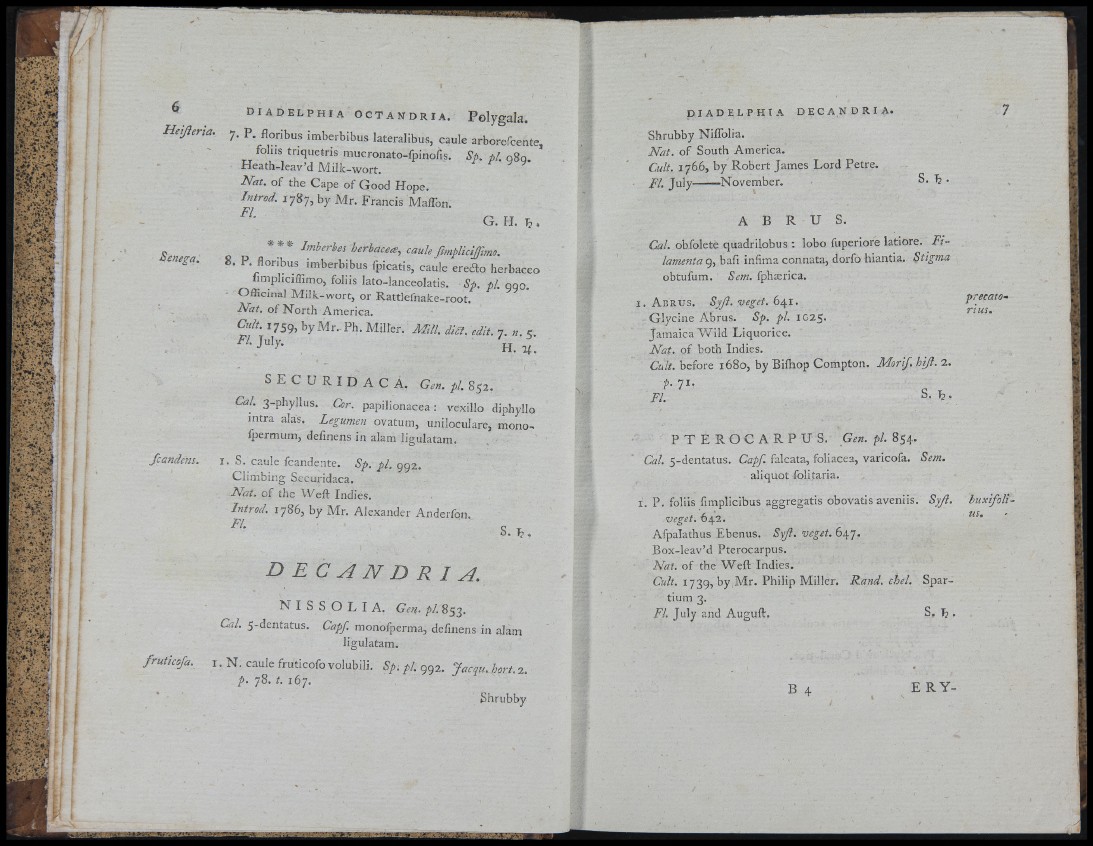 6 DIADELPHIA OCTANDRIA. Polygala.
Heiſteria. 7. P. floribus imberbibus lateralibus, caule arboreſcente,
foliis triquetris mucronato-ſpinoſis. Sp. pl. 989.
Heath-leav'd Milk-wort.
Nat. of the Cape of Good Hope.
Introd. 1787, by Mr. Francis Maſſon.
Fl. G. H. ♄.
*** Imberbes herbaceæ, caule ſimpliciſſimo.
Senega. 8. P. floribus imberbibus ſpicatis, caule erecto herbaceo
ſimpliciſſimo, foliis lato-lanceolatis. Sp. pl. 990.
Officinal Milk-wort, or Rattleſnake-root.
Nat. of North America.
Cult. 1759, by Mr. Ph. Miller. Mill. dict. edit. 7. n. 5.
Fl. July. H. ♃.
SECURIDACA. Gen. pl. 852.
Cal. 3-phyllus. Cor. papilionacea: vexillo diphyllo
intra alas. Legumen ovatum, uniloculare, mono-
ſpermum, definens in alam ligulatam.
ſcandens. 1. S. caule ſcandente. Sp. pl. 992.
Climbing Securidaca.
Nat. of the Weſt Indies.
Introd. 1786, by Mr. Alexander Anderſon.
Fl. S. ♄.
DECANDRIA.
NISSOLIA. Gen. pl. 853.
Cal. 5-dentatus. Capſ. monoſperma, definens in alam
ligulatam.
fruticoſa. 1. N. caule fruticoſo volubili. Sp. pl. 992. Jacqu. hort. 2.
p. 78. t. 167.
Shrubby
DIADELPHIA DECANDRIA. 7
Shrubby Niſſolia.
Nat. of South America.
Cult. 1766, by Robert James Lord Petre.
Fl. July——November. S. ♄.
ABRUS.
Cal. obſolete quadrilobus: lobo ſuperiore latiore. Fi-
lamenta 9, baſi infima connata, dorſo hiantia. Stigma
obtuſum. Sem. ſphærica.
1. ABRUS. Syſt. veget. 641. precato-
Glycine Abrus. Sp. pl. 1025. rius.
Jamaica Wild Liquorice.
Nat. of both Indies.
Cult. before 1680, by Biſhop Compton. Moriſ. hiſt. 2.
p. 71.
Fl. S. ♄.
PTEROCARPUS. Gen. pl. 854.
Cal. 5-dentatus. Capſ. falcata, foliacea, varicoſa. Sem.
aliquot ſolitaria.
1. P. foliis ſimplicibus aggregatis obovatis aveniis. Syſt. buxifoli-
veget. 642. us.
Aſpalathus Ebenus. Syſt. veget. 647.
Box-leav'd Pterocarpus.
Nat. of the Weſt Indies.
Cult. 1739, by Mr. Philip Miller. Rand. chel. Spar-
tium 3.
Fl. July and Auguſt. S. ♄.
B 4 ERY-